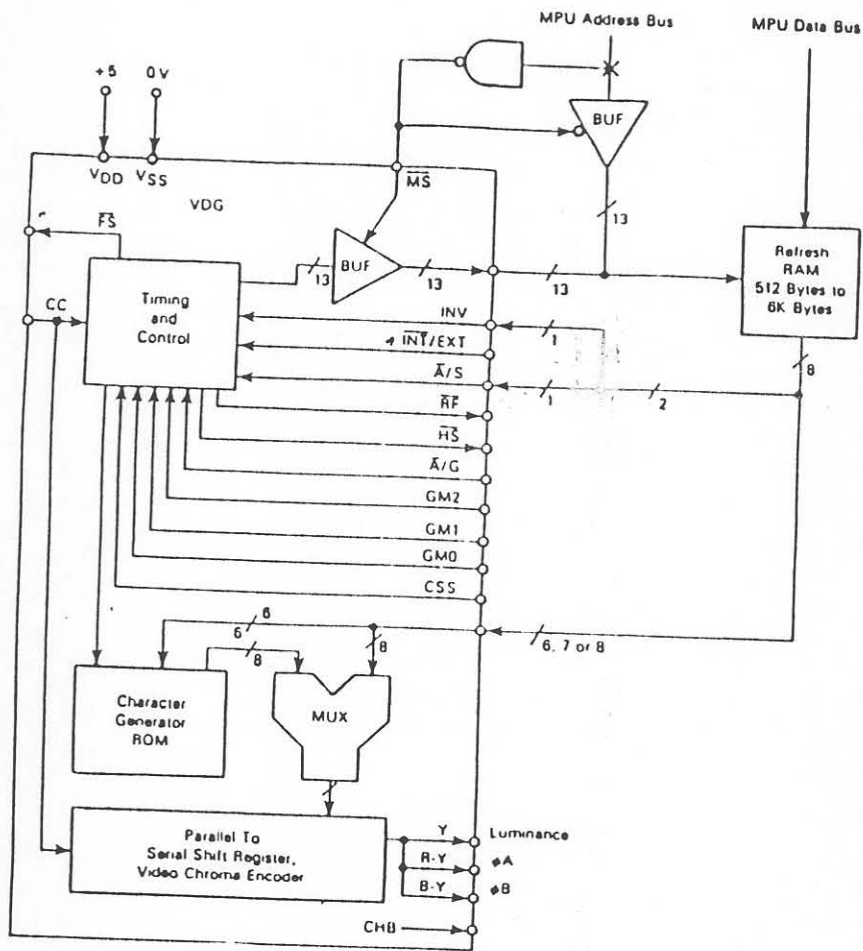 MPU Address Bus
MPU Data Bus
+5
0V
BUF
VDD
VSS
MS
VDG
FS
13
BUF
13
13
13
Refresh
RAM
512 Bytes to
6K Bytes
Timing
and
Control
CC
INV
1
INT/EXT
A/S
1
2
8
RF
HS
A/G
GM2
GM1
GM0
CSS
6
6
8
8
6, 7 or 8
Character
Generator
ROM
MUX
Parallel To
Serial Shift Register,
Video Chroma Encoder
Y
Luminance
R-Y
φA
B-Y
φB
CHB